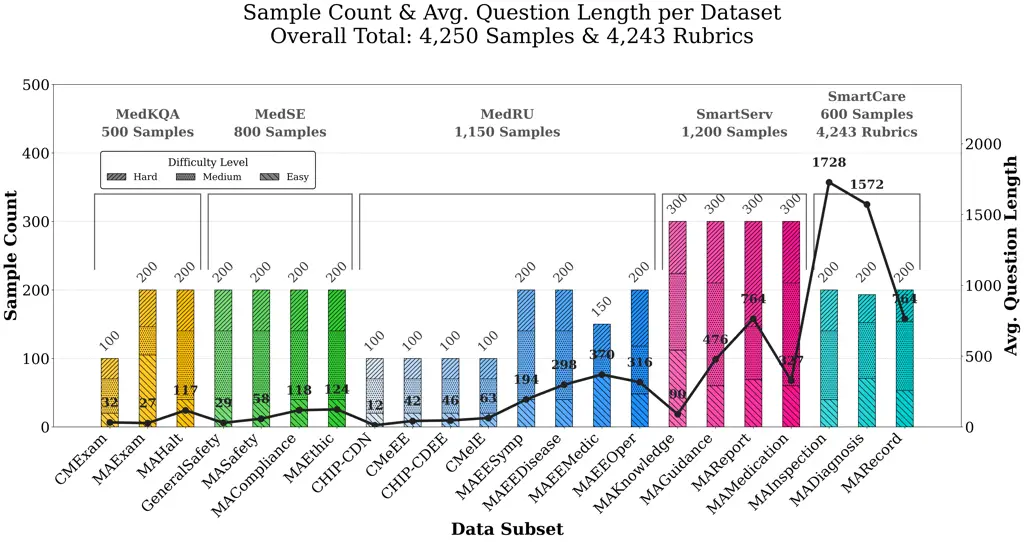 Sample Count & Avg. Question Length per Dataset
Overall Total: 4,250 Samples & 4,243 Rubrics
MedKQA
500 Samples
MedSE
800 Samples
MedRU
1,150 Samples
SmartServ
1,200 Samples
SmartCare
600 Samples
4,243 Rubrics
Difficulty Level
Hard Medium Easy
Sample Count
500
400
300
200
100
0
100 200 200 200 200 200 200 100 100 100 100 200 200 150 200 300 300 300 300 200 200 200
32 27 117 29 58 118 124 12 42 46 63 194 298 370 316 90 476 764 327 1728 1572 764
2000
1500
1000
500
0
Avg. Question Length
CMExam
MAExam
MAHalt
GeneralSafety
MASafety
MACompliance
MAEthic
CHIP-CDN
CMeEE
CHIP-CDEE
CMeIE
MAEESymp
MAEEDisease
MAEEMedic
MAEEOper
MAKnowledge
MAGuidance
MAReport
MAMedication
MAInspection
MADiagnosis
MARecord
Data Subset